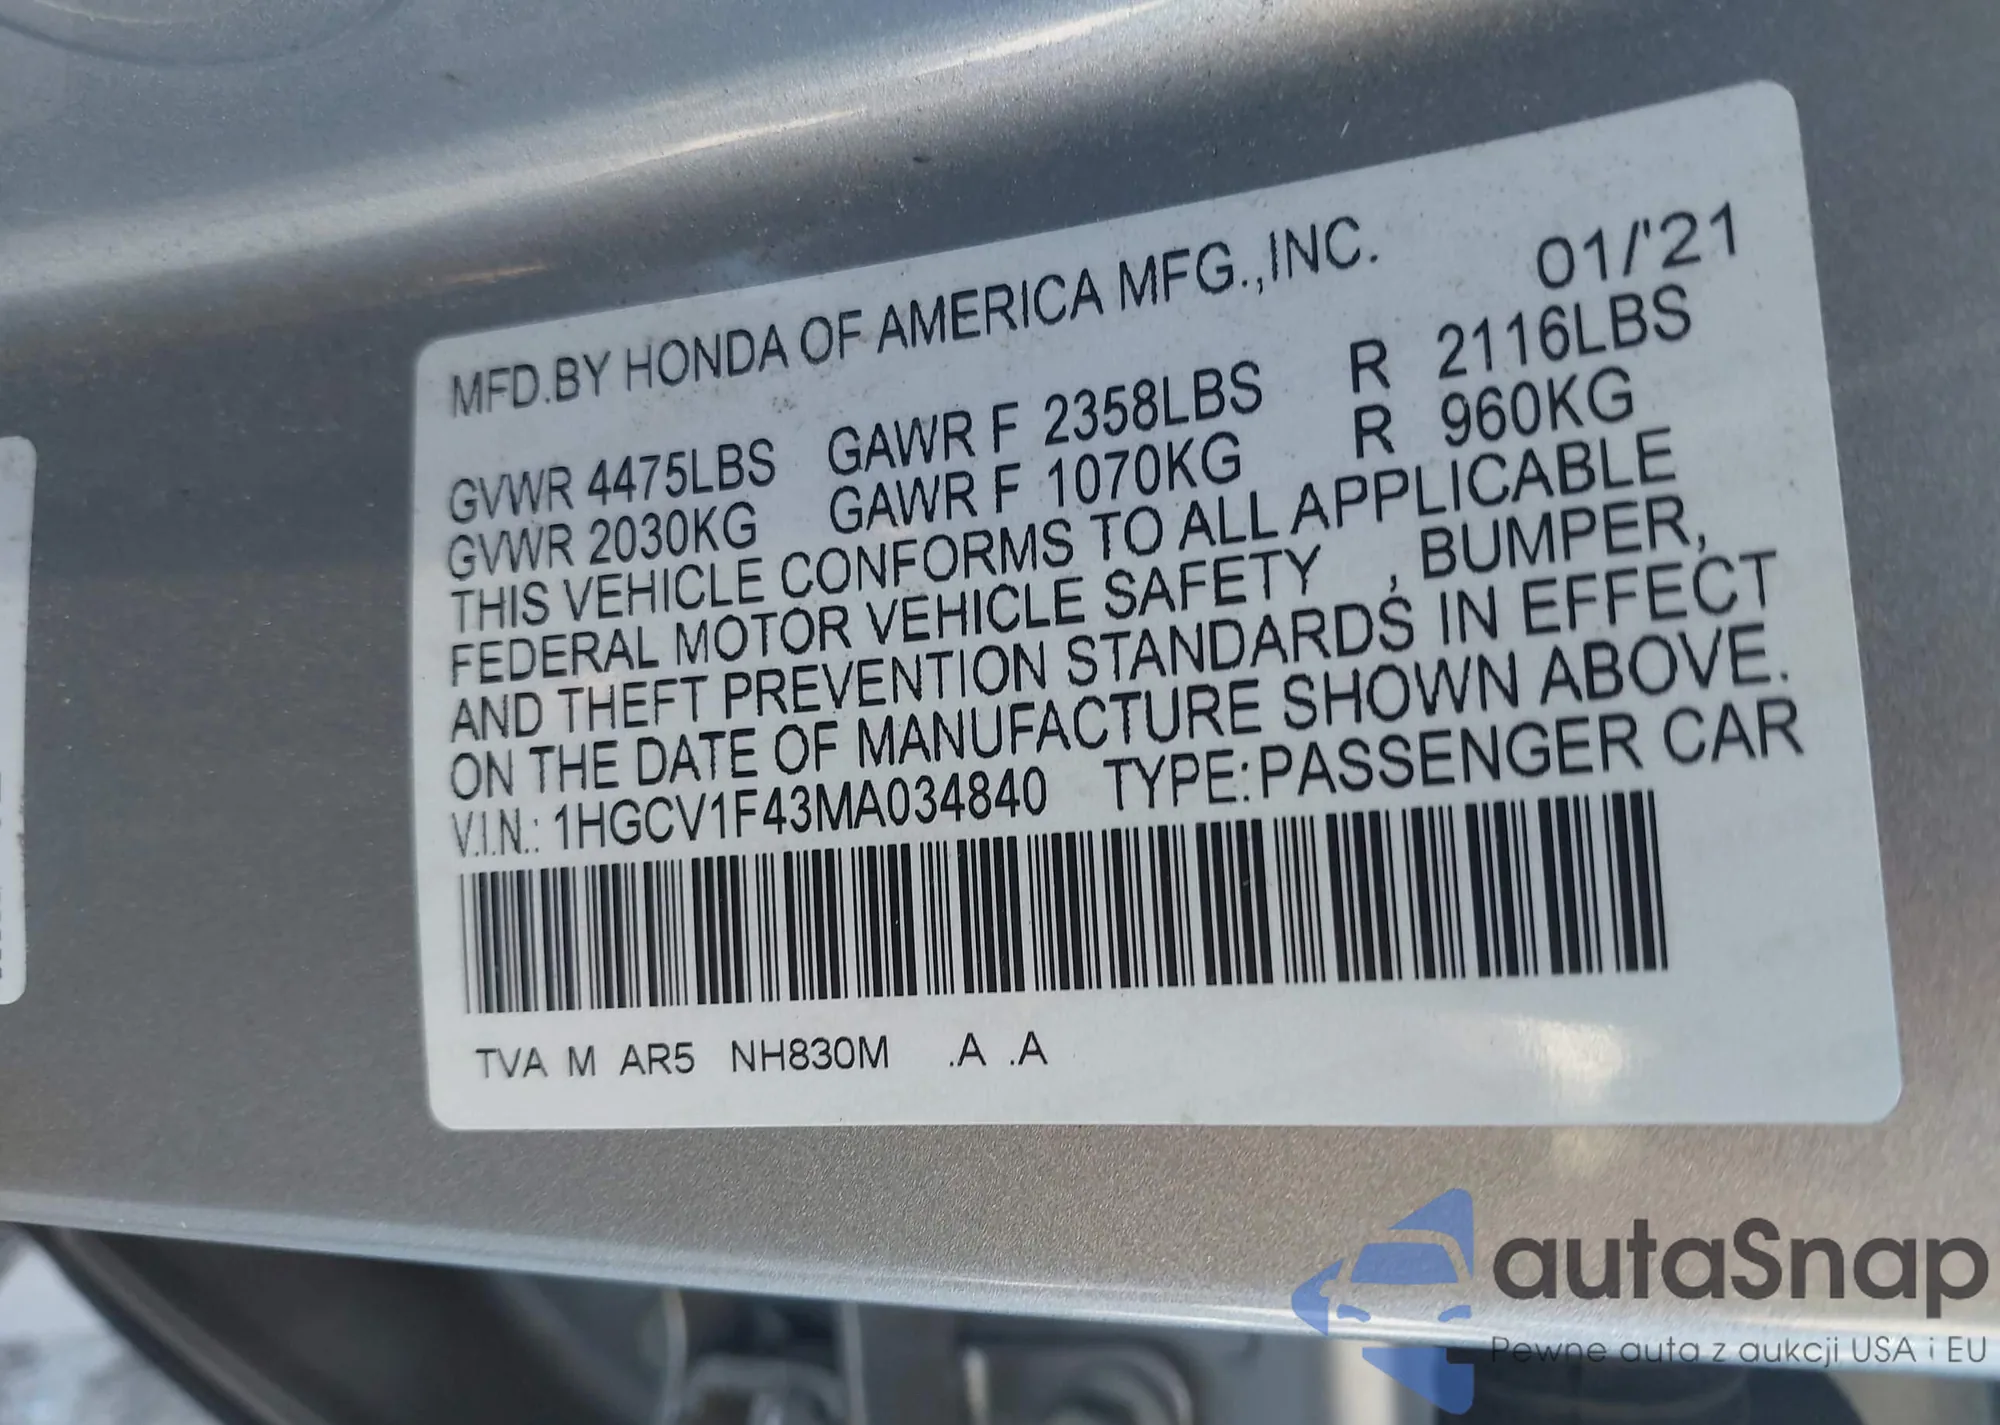 MFD.BY HONDA OF AMERICA MFG.,INC. 01/'21
GVWR 4475LBS GAWR F 2358LBS R 2116LBS
GVWR 2030KG GAWR F 1070KG R 960KG
THIS VEHICLE CONFORMS TO ALL APPLICABLE
FEDERAL MOTOR VEHICLE SAFETY , BUMPER,
AND THEFT PREVENTION STANDARDS IN EFFECT
ON THE DATE OF MANUFACTURE SHOWN ABOVE.
V.I.N.: 1HGCV1F43MA034840 TYPE:PASSENGER CAR
TVA M AR5 NH830M .A .A
autaSnap
Pewne auta z aukcji USA i EU